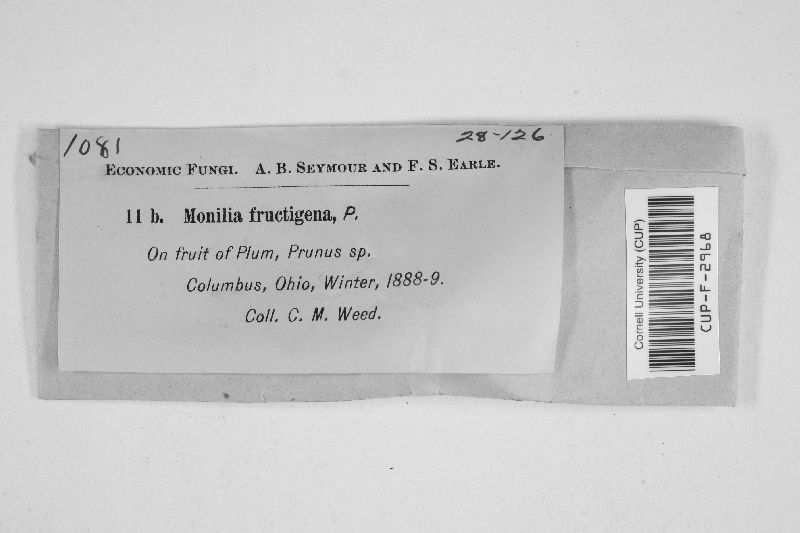 1081
28-126
Economic Fungi. A. B. Seymour and F. S. Earle.
11 b. Monilia fructigena, P.
On fruit of Plum, Prunus sp.
Columbus, Ohio, Winter, 1888-9.
Coll. C. M. Weed.
Cornell University (CUP)
CUP-F-2968